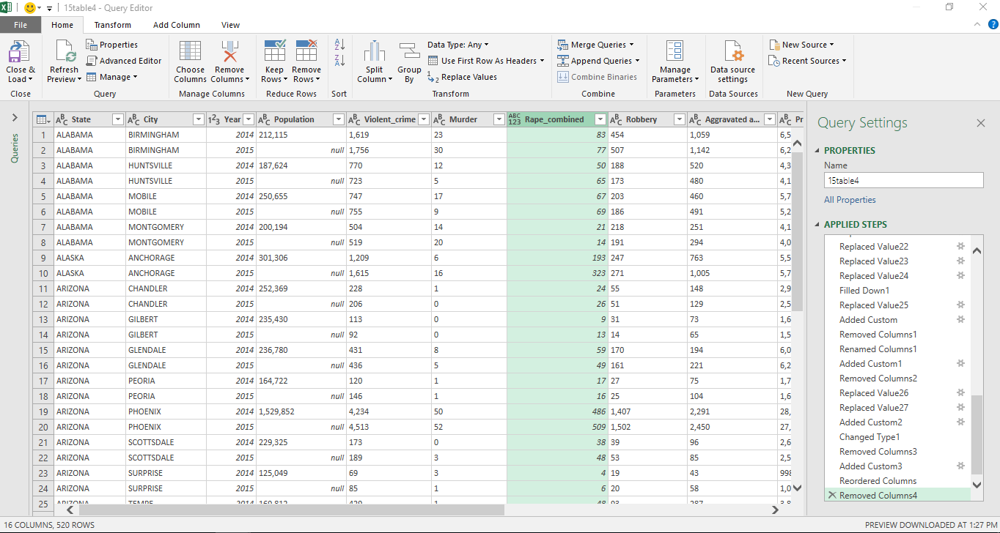 15table4 - Query Editor
File Home Transform Add Column View
Close & Load Refresh Preview Properties Advanced Editor Manage Choose Columns Remove Columns Keep Rows Remove Rows Split Column Group By Data Type: Any Use First Row As Headers Replace Values Merge Queries Append Queries Combine Binaries Manage Parameters Data source settings New Source Recent Sources
Close Query Manage Columns Reduce Rows Sort Transform Combine Parameters Data Sources New Query
Queries
State City Year Population Violent_crime Murder Rape_combined Robbery Aggravated a... Pr
1 ALABAMA BIRMINGHAM 2014 212,115 1,619 23 83 454 1,059 6,5
2 ALABAMA BIRMINGHAM 2015 null 1,756 30 77 507 1,142 6,2
3 ALABAMA HUNTSVILLE 2014 187,624 770 12 50 188 520 4,3
4 ALABAMA HUNTSVILLE 2015 null 723 5 65 173 480 4,1
5 ALABAMA MOBILE 2014 250,655 747 17 67 203 460 5,7
6 ALABAMA MOBILE 2015 null 755 9 69 186 491 5,2
7 ALABAMA MONTGOMERY 2014 200,194 504 14 21 218 251 4,1
8 ALABAMA MONTGOMERY 2015 null 519 20 14 191 294 4,0
9 ALASKA ANCHORAGE 2014 301,306 1,209 6 193 247 763 5,5
10 ALASKA ANCHORAGE 2015 null 1,615 16 323 271 1,005 5,7
11 ARIZONA CHANDLER 2014 252,369 228 1 24 55 148 2,9
12 ARIZONA CHANDLER 2015 null 206 0 26 51 129 2,5
13 ARIZONA GILBERT 2014 235,430 113 0 9 31 73 1,6
14 ARIZONA GILBERT 2015 null 92 0 13 14 65 1,5
15 ARIZONA GLENDALE 2014 236,780 431 8 59 170 194 6,0
16 ARIZONA GLENDALE 2015 null 436 5 49 161 221 6,2
17 ARIZONA PEORIA 2014 164,722 120 1 17 27 75 1,7
18 ARIZONA PEORIA 2015 null 146 1 16 25 104 1,6
19 ARIZONA PHOENIX 2014 1,529,852 4,234 50 486 1,407 2,291 28,
20 ARIZONA PHOENIX 2015 null 4,513 52 509 1,502 2,450 27,
21 ARIZONA SCOTTSDALE 2014 229,325 173 0 38 39 96 2,6
22 ARIZONA SCOTTSDALE 2015 null 189 3 48 53 85 2,5
23 ARIZONA SURPRISE 2014 125,049 69 3 4 19 43 998
24 ARIZONA SURPRISE 2015 null 85 1 6 20 58 1,0
25
Query Settings
PROPERTIES
Name
15table4
All Properties
APPLIED STEPS
Replaced Value22
Replaced Value23
Replaced Value24
Filled Down1
Replaced Value25
Added Custom
Removed Columns1
Renamed Columns1
Added Custom1
Removed Columns2
Replaced Value26
Replaced Value27
Added Custom2
Changed Type1
Removed Columns3
Added Custom3
Reordered Columns
Removed Columns4
16 COLUMNS, 520 ROWS
PREVIEW DOWNLOADED AT 1:27 PM